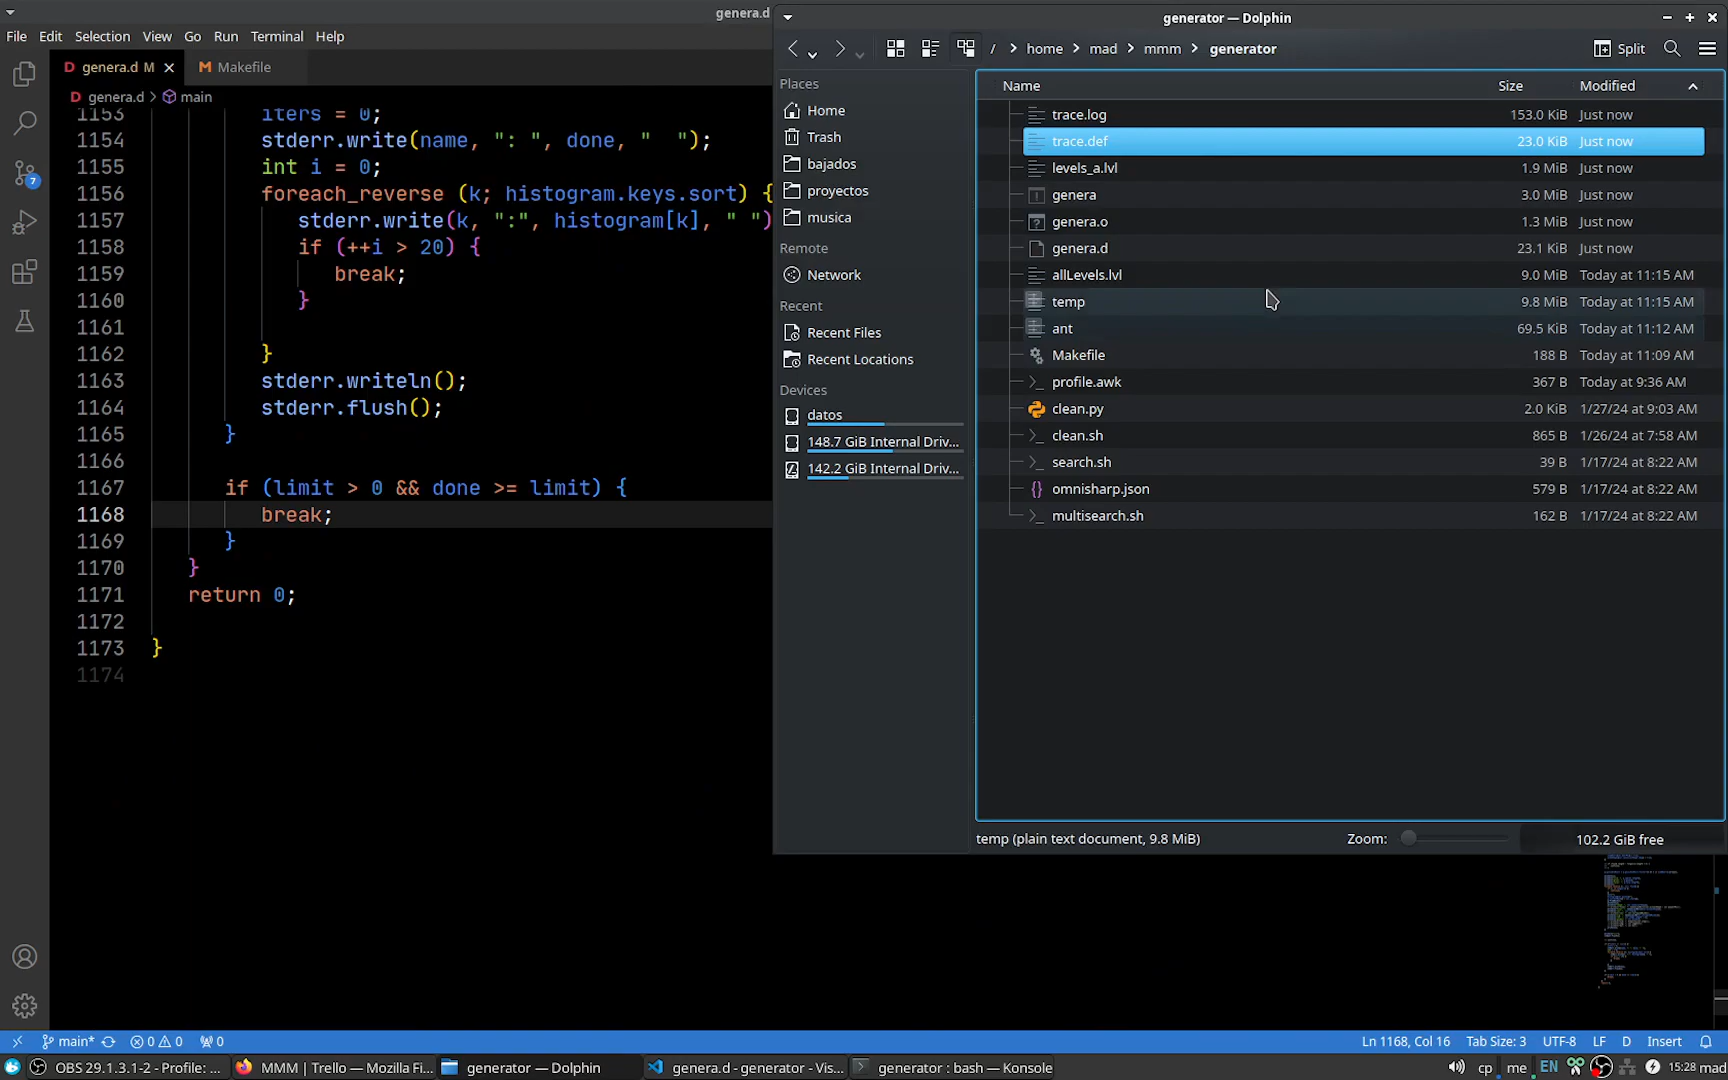 genera.d
File Edit Selection View Go Run Terminal Help
genera.d M
Makefile
genera.d > main
1153 iters = 0;
1154 stderr.write(name, ": ", done, "  ");
1155 int i = 0;
1156 foreach_reverse (k; histogram.keys.sort) {
1157 stderr.write(k, ":", histogram[k], " ")
1158 if (++i > 20) {
1159 break;
1160 }
1161
1162 }
1163 stderr.writeln();
1164 stderr.flush();
1165 }
1166
1167 if (limit > 0 && done >= limit) {
1168 break;
1169 }
1170 }
1171 return 0;
1172
1173 }
1174
generator — Dolphin
/ > home > mad > mmm > generator
Split
Places
Home
Trash
bajados
proyectos
musica
Remote
Network
Recent
Recent Files
Recent Locations
Devices
datos
148.7 GiB Internal Driv...
142.2 GiB Internal Driv...
Name Size Modified
trace.log 153.0 KiB Just now
trace.def 23.0 KiB Just now
levels_a.lvl 1.9 MiB Just now
genera 3.0 MiB Just now
genera.o 1.3 MiB Just now
genera.d 23.1 KiB Just now
allLevels.lvl 9.0 MiB Today at 11:15 AM
temp 9.8 MiB Today at 11:15 AM
ant 69.5 KiB Today at 11:12 AM
Makefile 188 B Today at 11:09 AM
profile.awk 367 B Today at 9:36 AM
clean.py 2.0 KiB 1/27/24 at 9:03 AM
clean.sh 865 B 1/26/24 at 7:58 AM
search.sh 39 B 1/17/24 at 8:22 AM
omnisharp.json 579 B 1/17/24 at 8:22 AM
multisearch.sh 162 B 1/17/24 at 8:22 AM
temp (plain text document, 9.8 MiB) Zoom: 102.2 GiB free
7
main* 0 0 0 Ln 1168, Col 16 Tab Size: 3 UTF-8 LF D Insert
OBS 29.1.3.1-2 - Profile: ... MMM | Trello — Mozilla Fi... generator — Dolphin genera.d - generator - Vis... generator : bash — Konsole cp me EN 15:28 mad